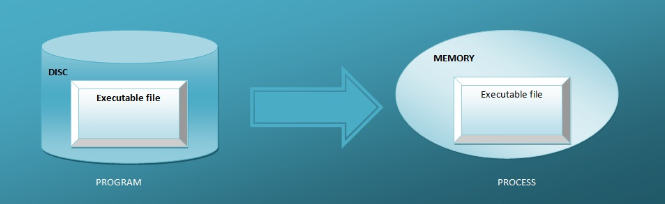 DISC
Executable file
PROGRAM
MEMORY
Executable file
PROCESS